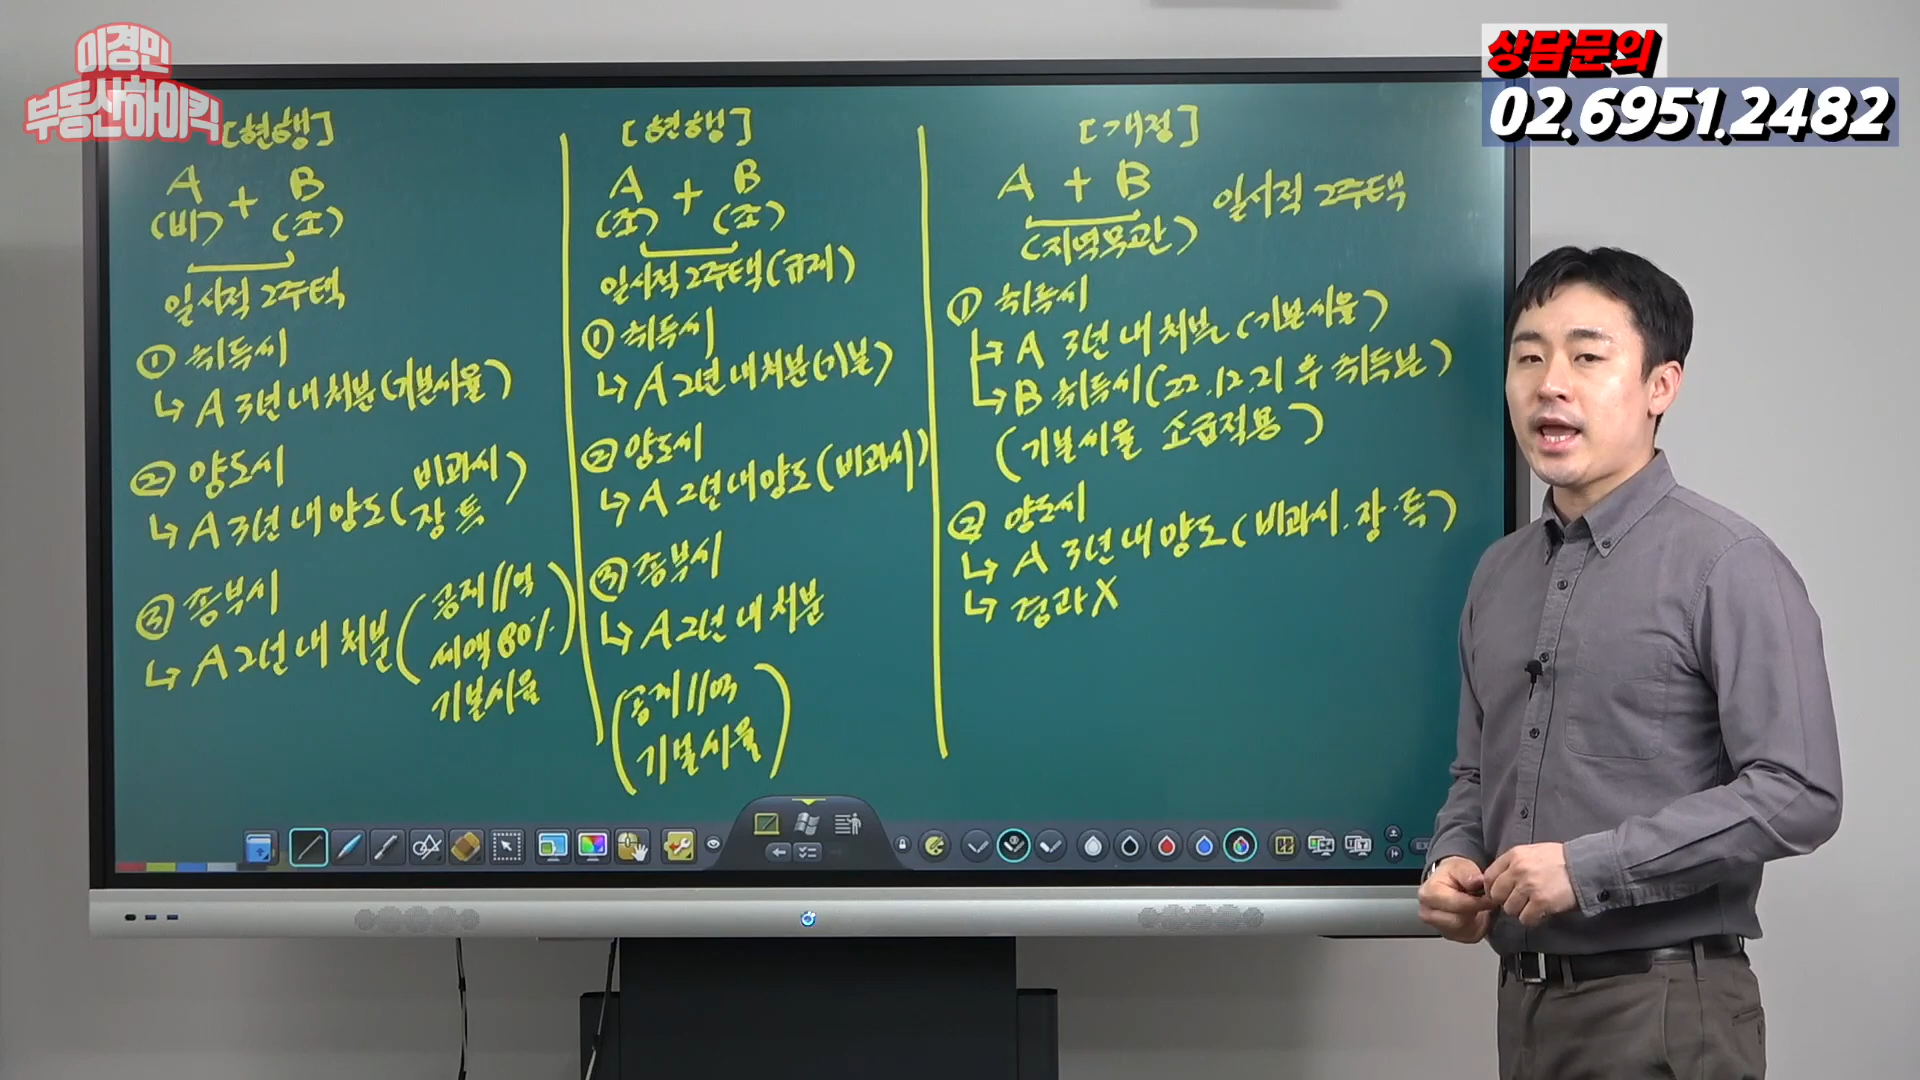 이경민
부동산하이킥
상담문의
02.6951.2482
[현행]
A + B
(비) (조)
일시적 2주택
① 취득세
↳ A 3년 내 처분 (기본세율)
② 양도세
↳ A 3년 내 양도 (비과세
장특)
③ 종부세
↳ A 2년 내 처분 (공제 11억
세액 80%
기본세율)
[현행]
A + B
(조) (조)
일시적 2주택 (규제)
① 취득세
↳ A 2년 내 처분 (기본)
② 양도세
↳ A 2년 내 양도 (비과세)
③ 종부세
↳ A 2년 내 처분
(공제 11억
기본세율)
[개정]
A + B 일시적 2주택
(지역무관)
① 취득세
↳ A 3년 내 처분 (기본세율)
↳ B 취득세 (22.12.21 후 취득분)
(기본세율 소급적용)
② 양도세
↳ A 3년 내 양도 (비과세.장.특)
↳ 경과 X